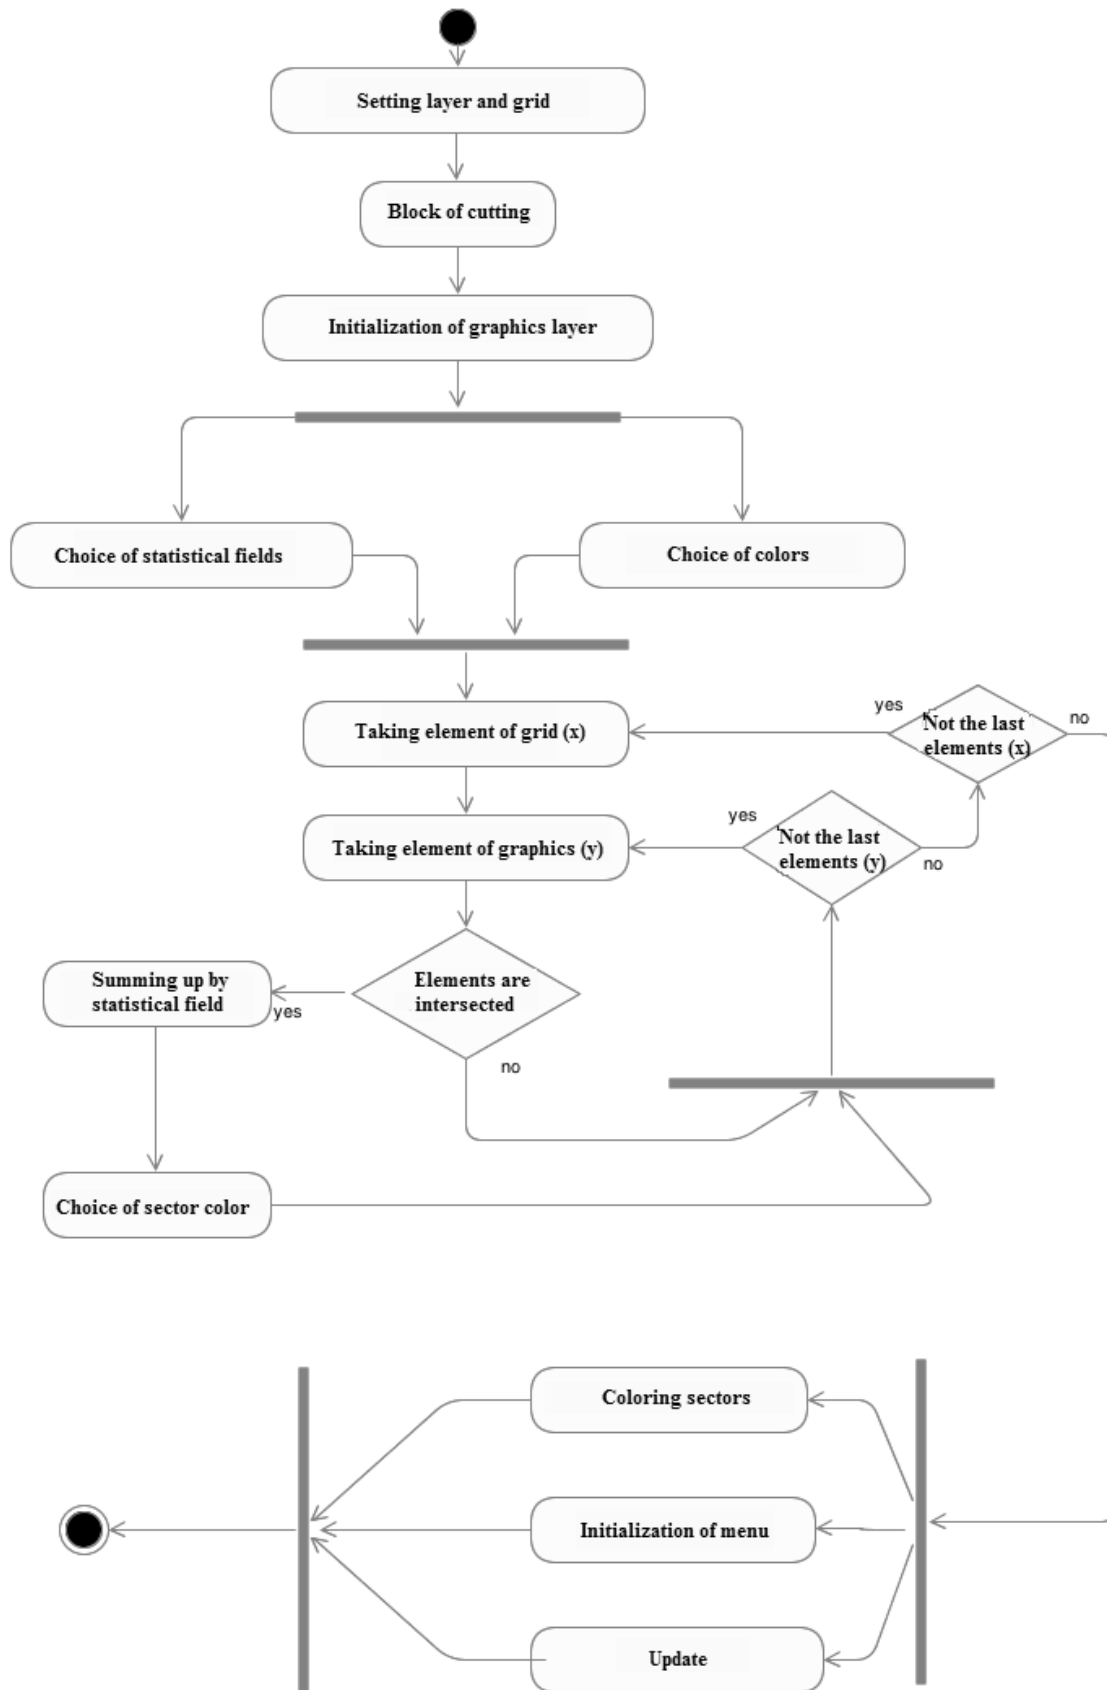 Setting layer and grid
Block of cutting
Initialization of graphics layer
Choice of statistical fields
Choice of colors
Taking element of grid (x)
yes
Not the last
elements (x)
no
Taking element of graphics (y)
yes
Not the last
elements (y)
no
Elements are
intersected
Summing up by
statistical field
yes
no
Choice of sector color
Coloring sectors
Initialization of menu
Update